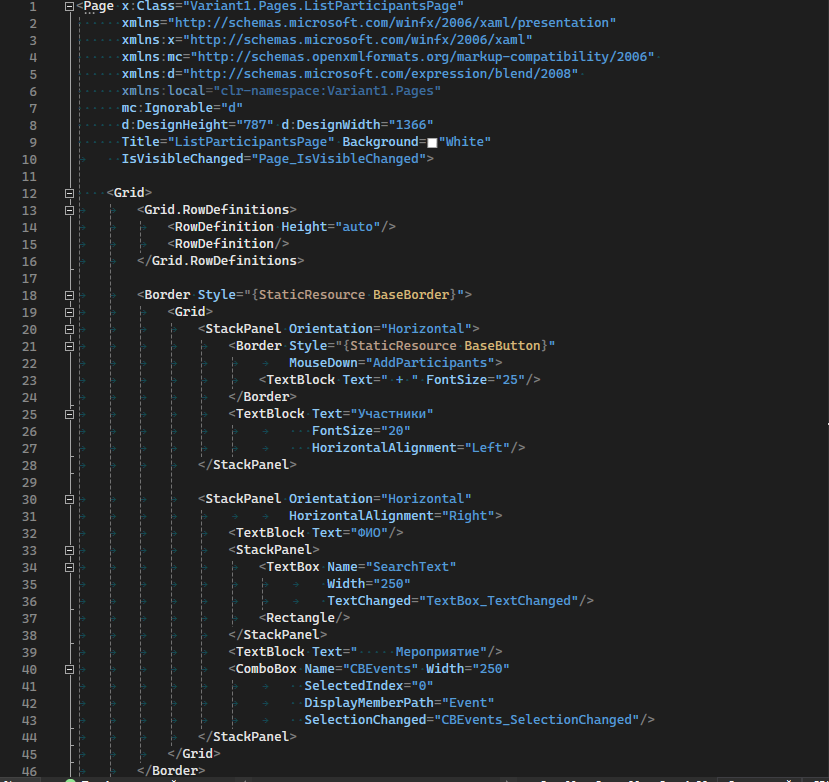 1 <Page x:Class="Variant1.Pages.ListParticipantsPage"
2 xmlns="http://schemas.microsoft.com/winfx/2006/xaml/presentation"
3 xmlns:x="http://schemas.microsoft.com/winfx/2006/xaml"
4 xmlns:mc="http://schemas.openxmlformats.org/markup-compatibility/2006"
5 xmlns:d="http://schemas.microsoft.com/expression/blend/2008"
6 xmlns:local="clr-namespace:Variant1.Pages"
7 mc:Ignorable="d"
8 d:DesignHeight="787" d:DesignWidth="1366"
9 Title="ListParticipantsPage" Background="White"
10 IsVisibleChanged="Page_IsVisibleChanged">
11
12 <Grid>
13 <Grid.RowDefinitions>
14 <RowDefinition Height="auto"/>
15 <RowDefinition/>
16 </Grid.RowDefinitions>
17
18 <Border Style="{StaticResource BaseBorder}">
19 <Grid>
20 <StackPanel Orientation="Horizontal">
21 <Border Style="{StaticResource BaseButton}"
22 MouseDown="AddParticipants">
23 <TextBlock Text=" + " FontSize="25"/>
24 </Border>
25 <TextBlock Text="Участники"
26 FontSize="20"
27 HorizontalAlignment="Left"/>
28 </StackPanel>
29
30 <StackPanel Orientation="Horizontal"
31 HorizontalAlignment="Right">
32 <TextBlock Text="ФИО"/>
33 <StackPanel>
34 <TextBox Name="SearchText"
35 Width="250"
36 TextChanged="TextBox_TextChanged"/>
37 <Rectangle/>
38 </StackPanel>
39 <TextBlock Text="     Мероприятие"/>
40 <ComboBox Name="CBEvents" Width="250"
41 SelectedIndex="0"
42 DisplayMemberPath="Event"
43 SelectionChanged="CBEvents_SelectionChanged"/>
44 </StackPanel>
45 </Grid>
46 </Border>